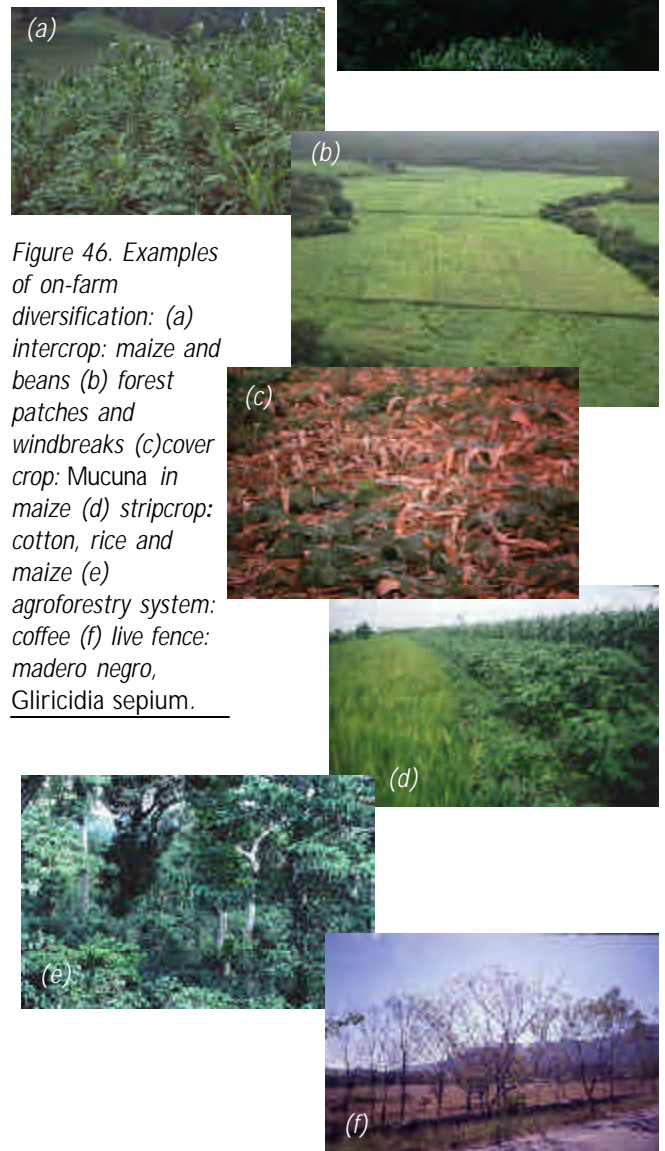 (a)
(b)
Figure 46. Examples
of on-farm
diversification: (a)
intercrop: maize and
beans (b) forest
patches and
windbreaks (c)cover
crop: Mucuna in
maize (d) stripcrop:
cotton, rice and
maize (e)
agroforestry system:
coffee (f) live fence:
madero negro,
Gliricidia sepium.
(c)
(d)
(e)
(f)